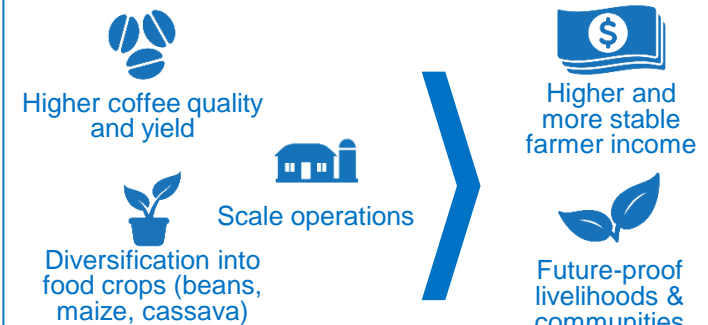 Higher coffee quality
and yield
Scale operations
Diversification into
food crops (beans,
maize, cassava)
$
Higher and
more stable
farmer income
Future-proof
livelihoods &
communities